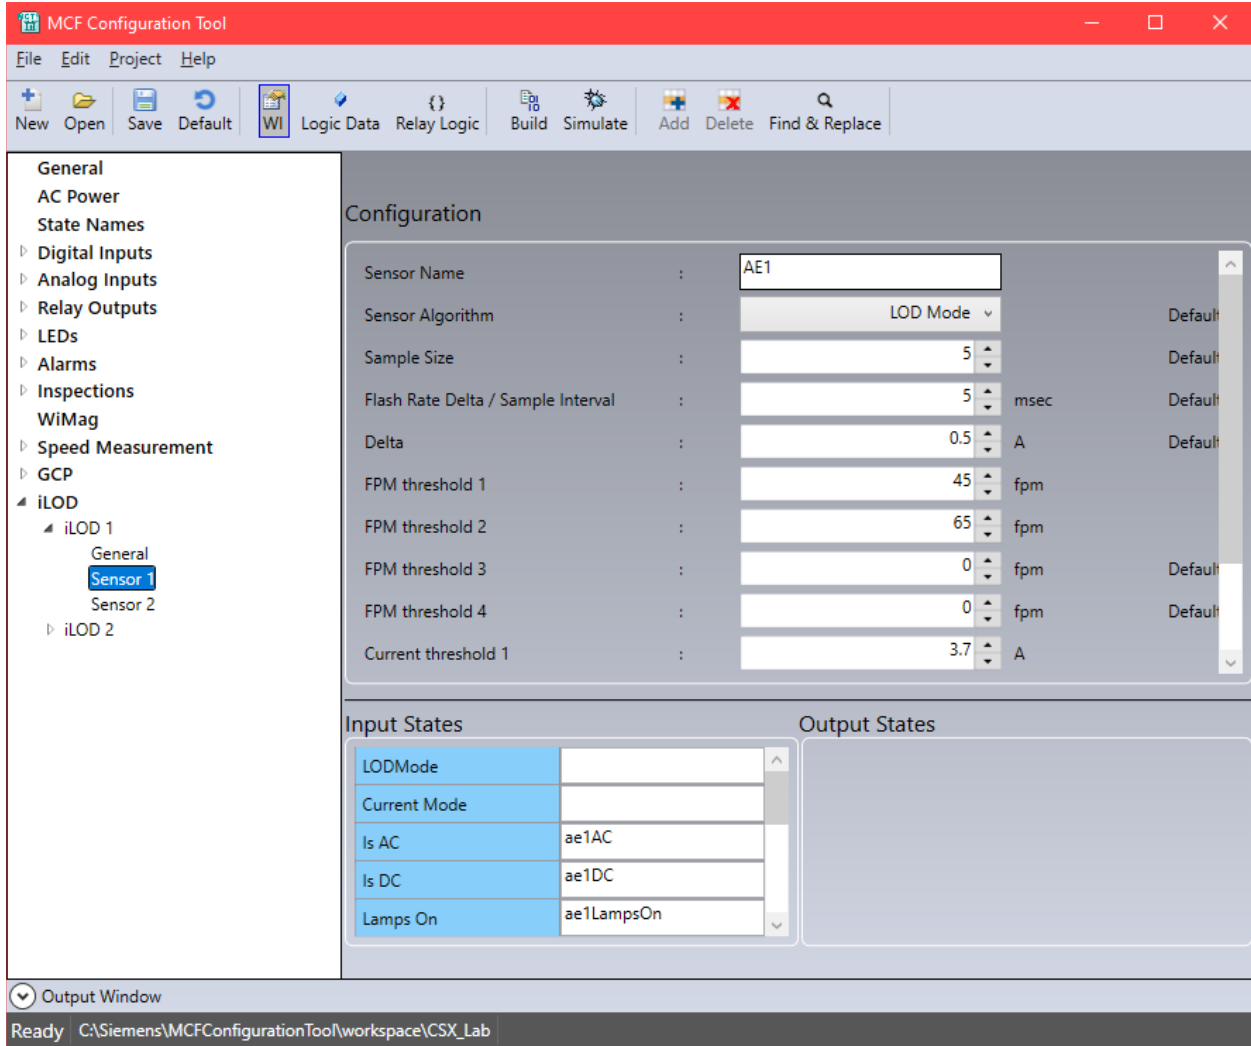 MCF Configuration Tool
File Edit Project Help
New Open Save Default WI Logic Data Relay Logic Build Simulate Add Delete Find & Replace
General
AC Power
State Names
Digital Inputs
Analog Inputs
Relay Outputs
LEDs
Alarms
Inspections
WiMag
Speed Measurement
GCP
iLOD
iLOD 1
General
Sensor 1
Sensor 2
iLOD 2
Configuration
Sensor Name : AE1
Sensor Algorithm : LOD Mode Default
Sample Size : 5 Default
Flash Rate Delta / Sample Interval : 5 msec Default
Delta : 0.5 A Default
FPM threshold 1 : 45 fpm
FPM threshold 2 : 65 fpm
FPM threshold 3 : 0 fpm Default
FPM threshold 4 : 0 fpm Default
Current threshold 1 : 3.7 A
Input States
LODMode
Current Mode
Is AC ae1AC
Is DC ae1DC
Lamps On ae1LampsOn
Output States
Output Window
Ready C:\Siemens\MCFConfigurationTool\workspace\CSX_Lab